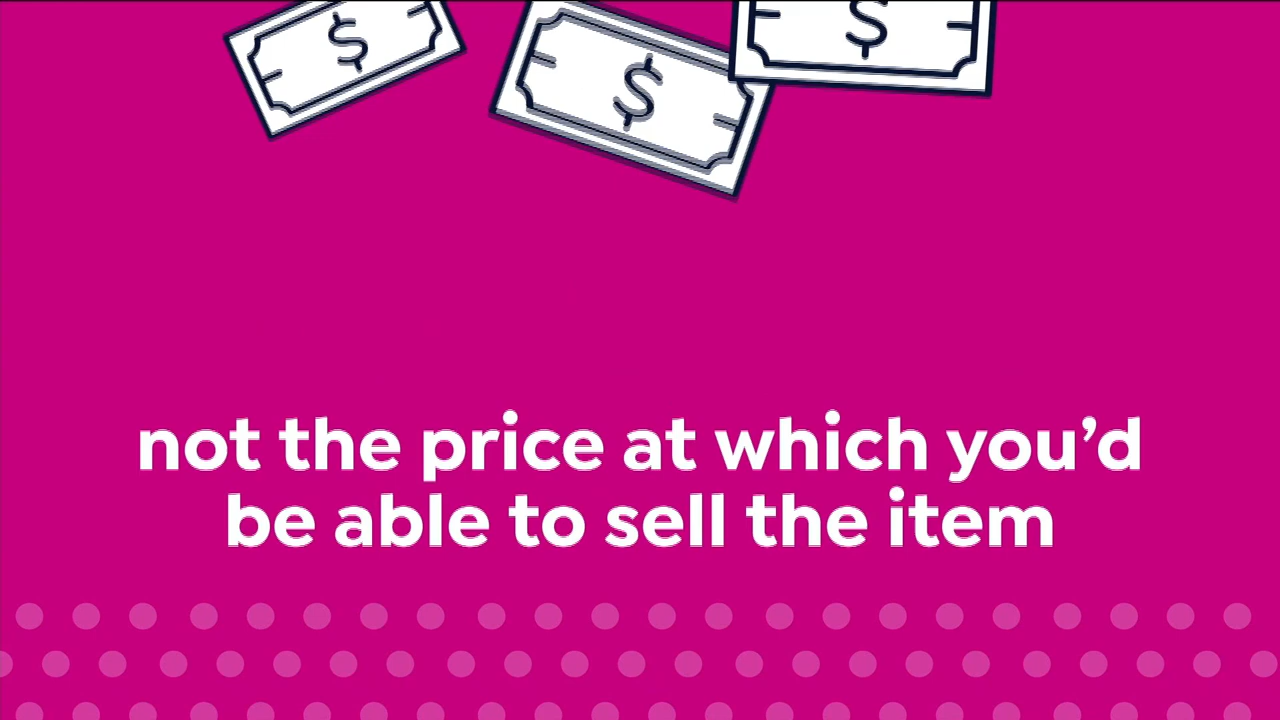 $
$
$
not the price at which you’d
be able to sell the item